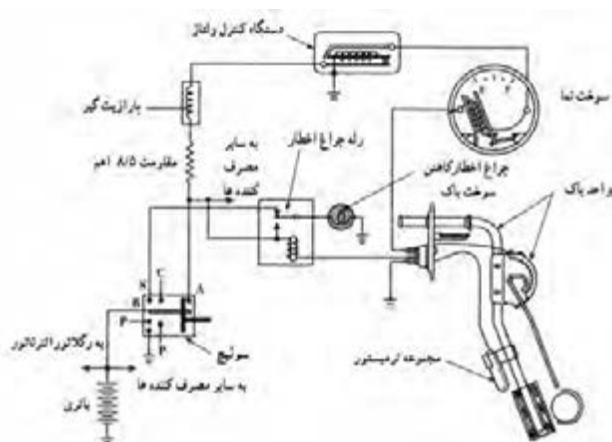 دستگاه کنترل ولتاژ
سوخت نما
پارازیت گیر
به سایر
مصرف
کننده ها
رله چراغ اخطار
چراغ اخطار کاهش
سوخت باک
مقاومت ۸/۵ اهم
واحد باک
S
C
A
B
P
P
به رگلاتور آلترناتور
سوئیچ
به سایر مصرف کننده ها
باتری
مجموعه ترمیستور